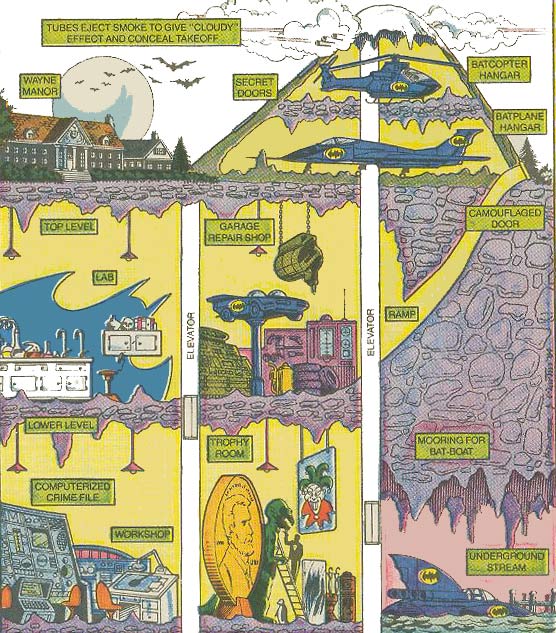 TUBES EJECT SMOKE TO GIVE "CLOUDY"
EFFECT AND CONCEAL TAKEOFF
WAYNE
MANOR
SECRET
DOORS
BATCOPTER
HANGAR
BATPLANE
HANGAR
TOP LEVEL
GARAGE
REPAIR SHOP
CAMOUFLAGED
DOOR
LAB
ELEVATOR
ELEVATOR
RAMP
LOWER LEVEL
TROPHY
ROOM
MOORING FOR
BAT-BOAT
COMPUTERIZED
CRIME FILE
WORKSHOP
UNDERGROUND
STREAM